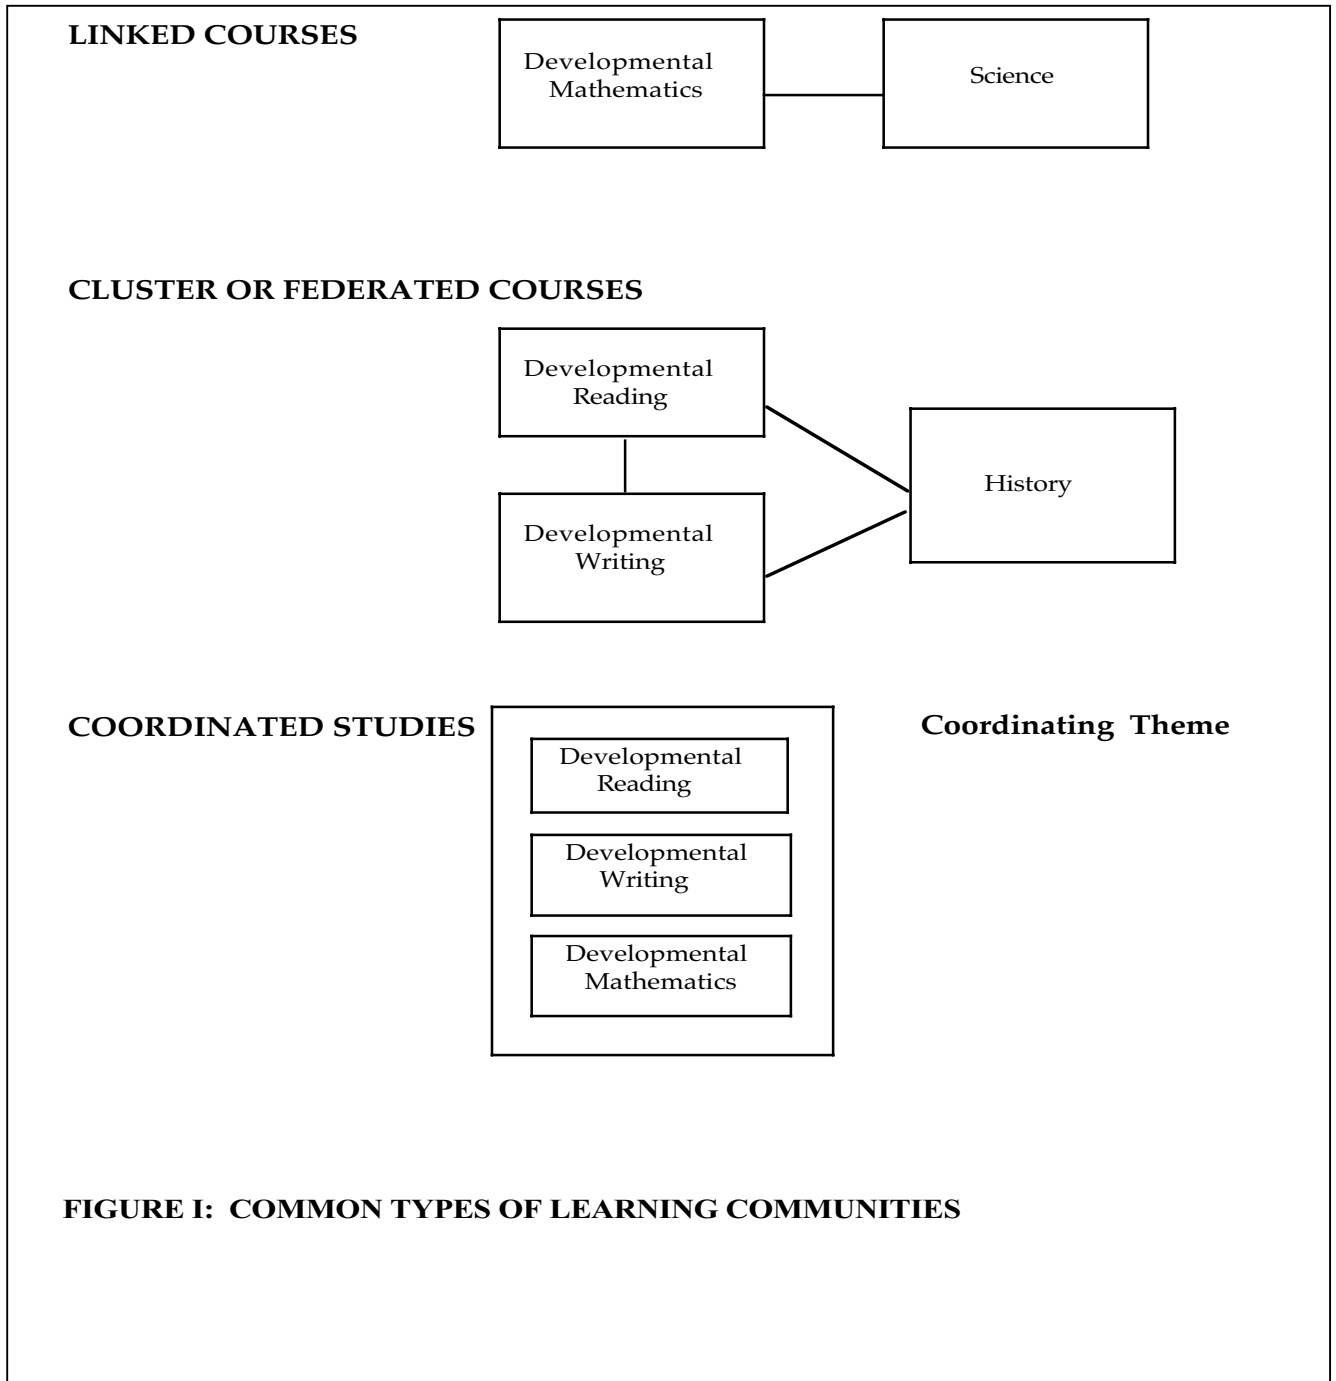 LINKED COURSES
Developmental
Mathematics
Science
CLUSTER OR FEDERATED COURSES
Developmental
Reading
History
Developmental
Writing
COORDINATED STUDIES
Coordinating Theme
Developmental
Reading
Developmental
Writing
Developmental
Mathematics
FIGURE I: COMMON TYPES OF LEARNING COMMUNITIES